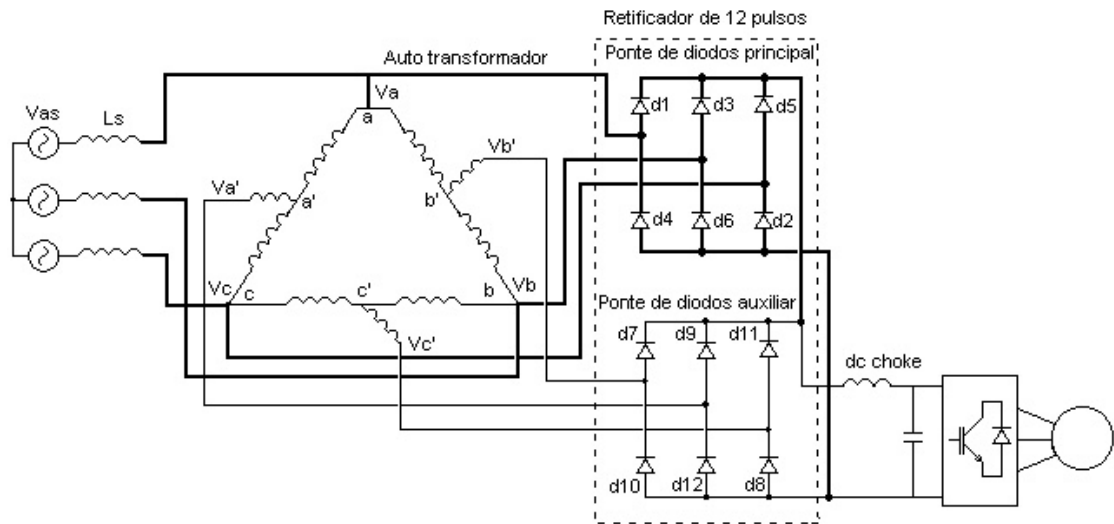 Retificador de 12 pulsos
Auto transformador
Ponte de diodos principal
Vas
Ls
Va
a
d1
d3
d5
Va'
a'
Vb'
b'
d4
d6
d2
Vc
c
c'
b
Vb
Vc'
Ponte de diodos auxiliar
d7
d9
d11
dc choke
d10
d12
d8